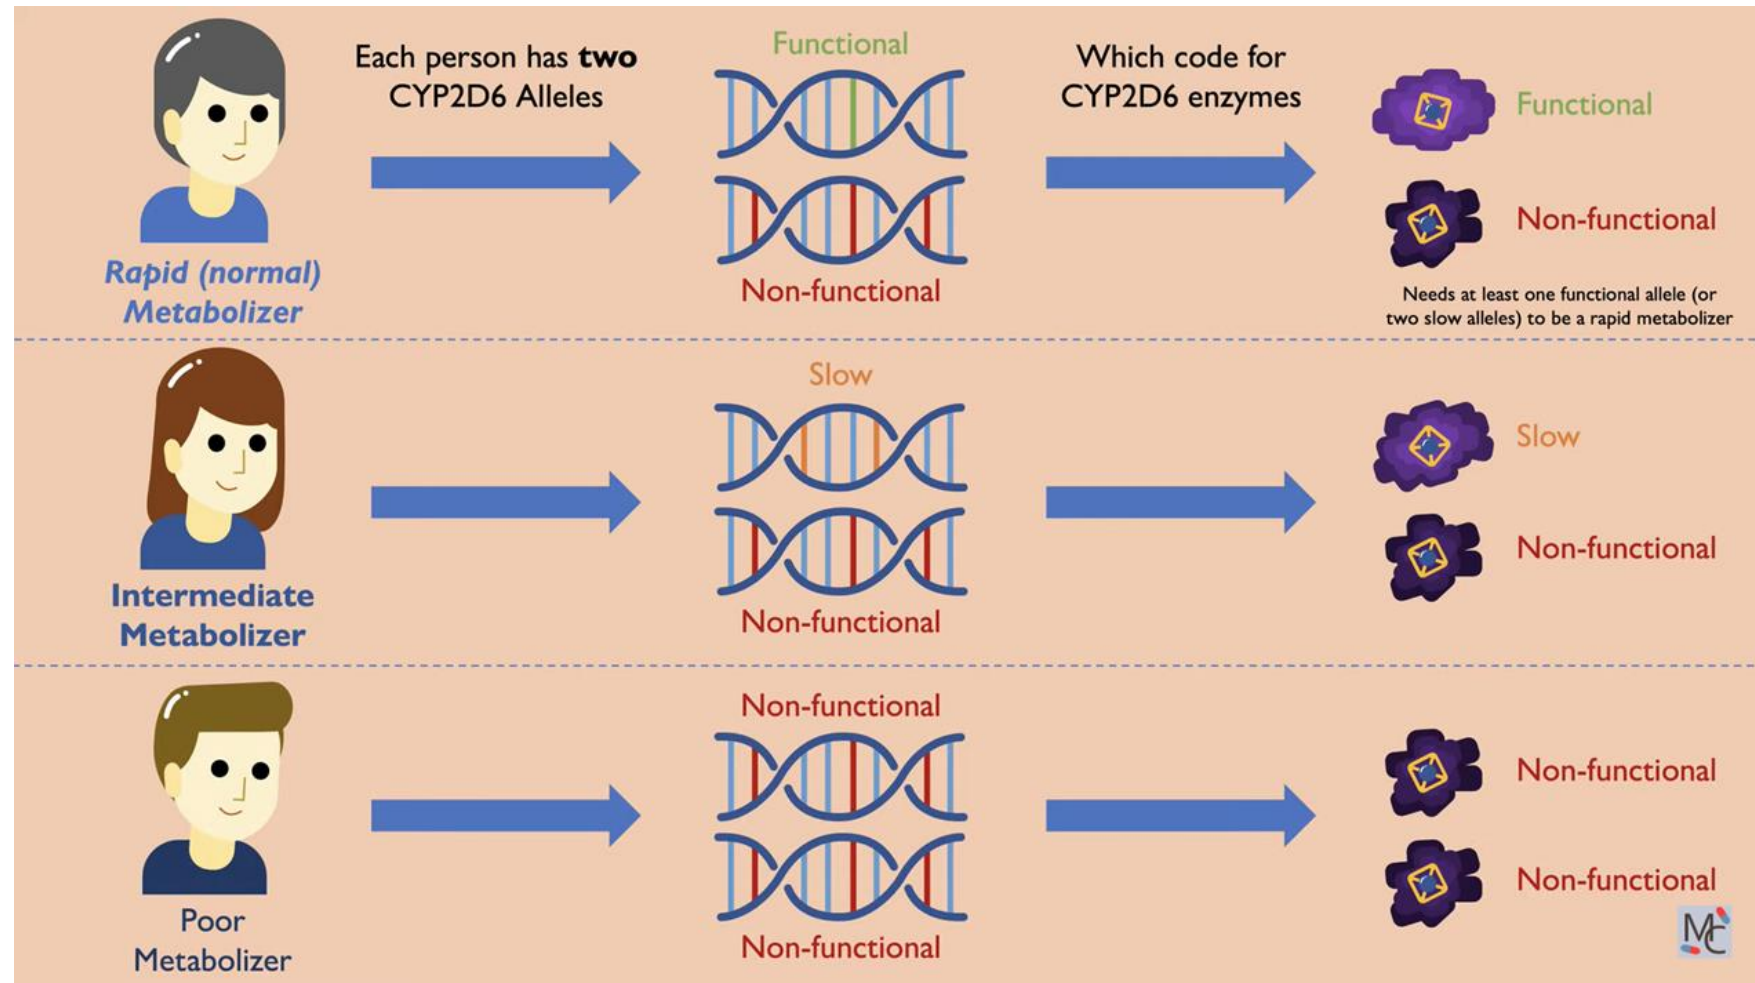 Each person has two
CYP2D6 Alleles
Functional
Which code for
CYP2D6 enzymes
Functional
Non-functional
Rapid (normal)
Metabolizer
Non-functional
Needs at least one functional allele (or
two slow alleles) to be a rapid metabolizer
Slow
Slow
Non-functional
Intermediate
Metabolizer
Non-functional
Non-functional
Non-functional
Non-functional
Poor
Metabolizer
Non-functional
MC